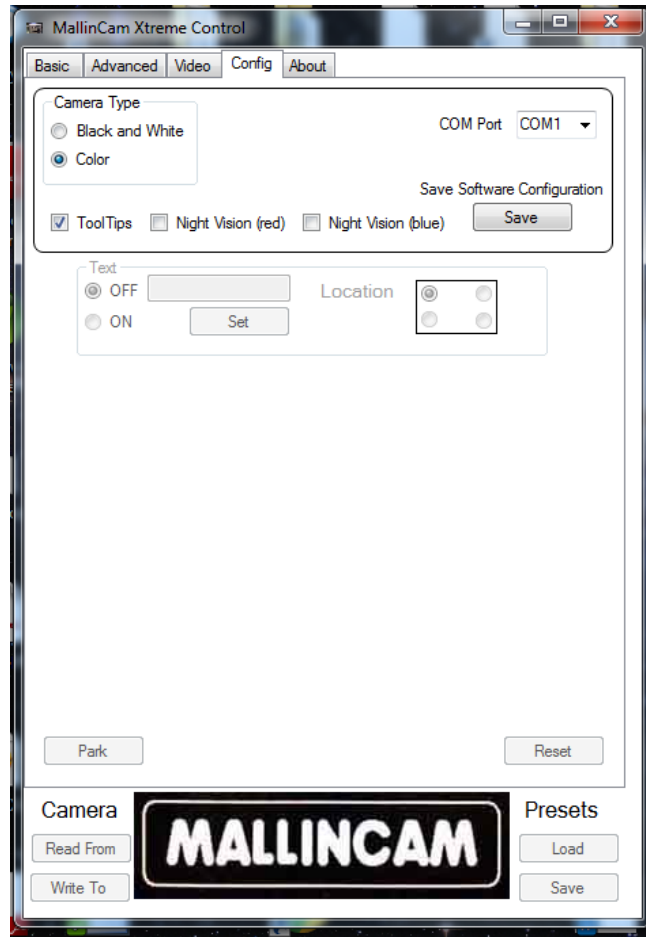 MallinCam Xtreme Control
Basic Advanced Video Config About
Camera Type
Black and White
COM Port COM1
Color
Save Software Configuration
ToolTips Night Vision (red) Night Vision (blue) Save
Text
OFF Location
ON Set
Park Reset
Camera Presets
Read From MALLINCAM Load
Write To Save